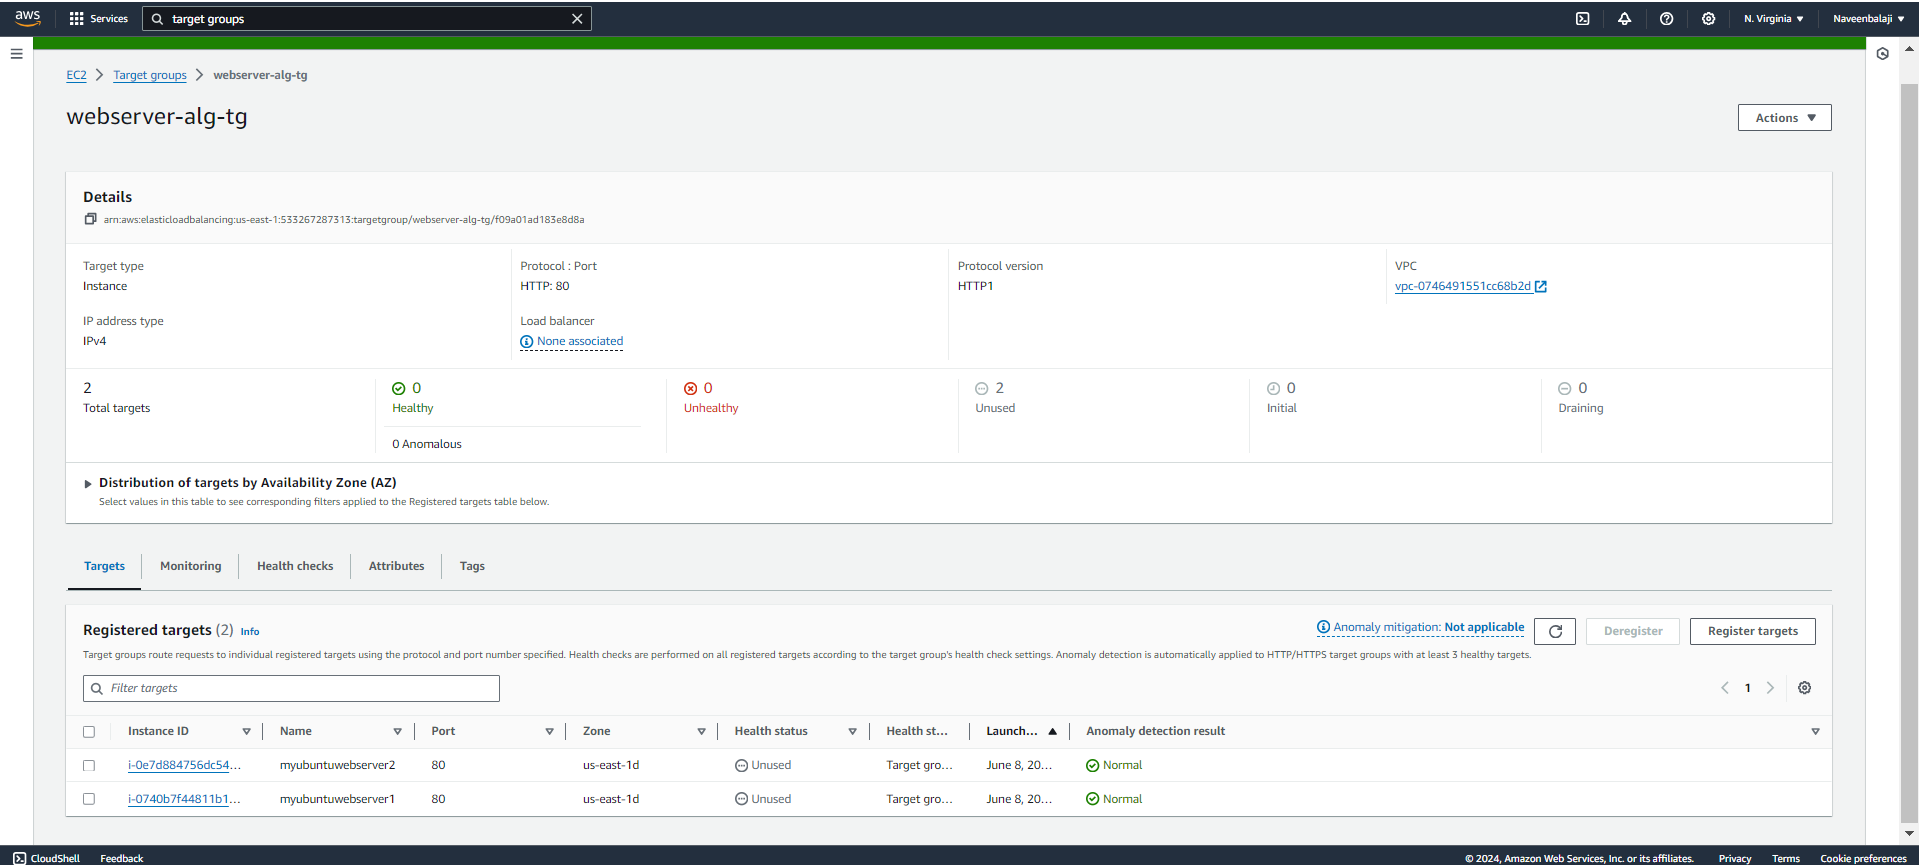 aws Services target groups N. Virginia Naveenbalaji
EC2 Target groups webserver-alg-tg
webserver-alg-tg
Actions
Details
arn:aws:elasticloadbalancing:us-east-1:533267287313:targetgroup/webserver-alg-tg/f09a01ad183e8d8a
Target type Protocol : Port Protocol version VPC
Instance HTTP: 80 HTTP1 vpc-0746491551cc68b2d
IP address type Load balancer
IPv4 None associated
2 0 0 2 0 0
Total targets Healthy Unhealthy Unused Initial Draining
0 Anomalous
Distribution of targets by Availability Zone (AZ)
Select values in this table to see corresponding filters applied to the Registered targets table below.
Targets Monitoring Health checks Attributes Tags
Registered targets (2) Info Anomaly mitigation: Not applicable Deregister Register targets
Target groups route requests to individual registered targets using the protocol and port number specified. Health checks are performed on all registered targets according to the target group's health check settings. Anomaly detection is automatically applied to HTTP/HTTPS target groups with at least 3 healthy targets.
Filter targets 1
Instance ID Name Port Zone Health status Health st... Launch... Anomaly detection result
i-0e7d884756dc54... myubuntuwebserver2 80 us-east-1d Unused Target gro... June 8, 20... Normal
i-0740b7f44811b1... myubuntuwebserver1 80 us-east-1d Unused Target gro... June 8, 20... Normal
CloudShell Feedback © 2024, Amazon Web Services, Inc. or its affiliates. Privacy Terms Cookie preferences